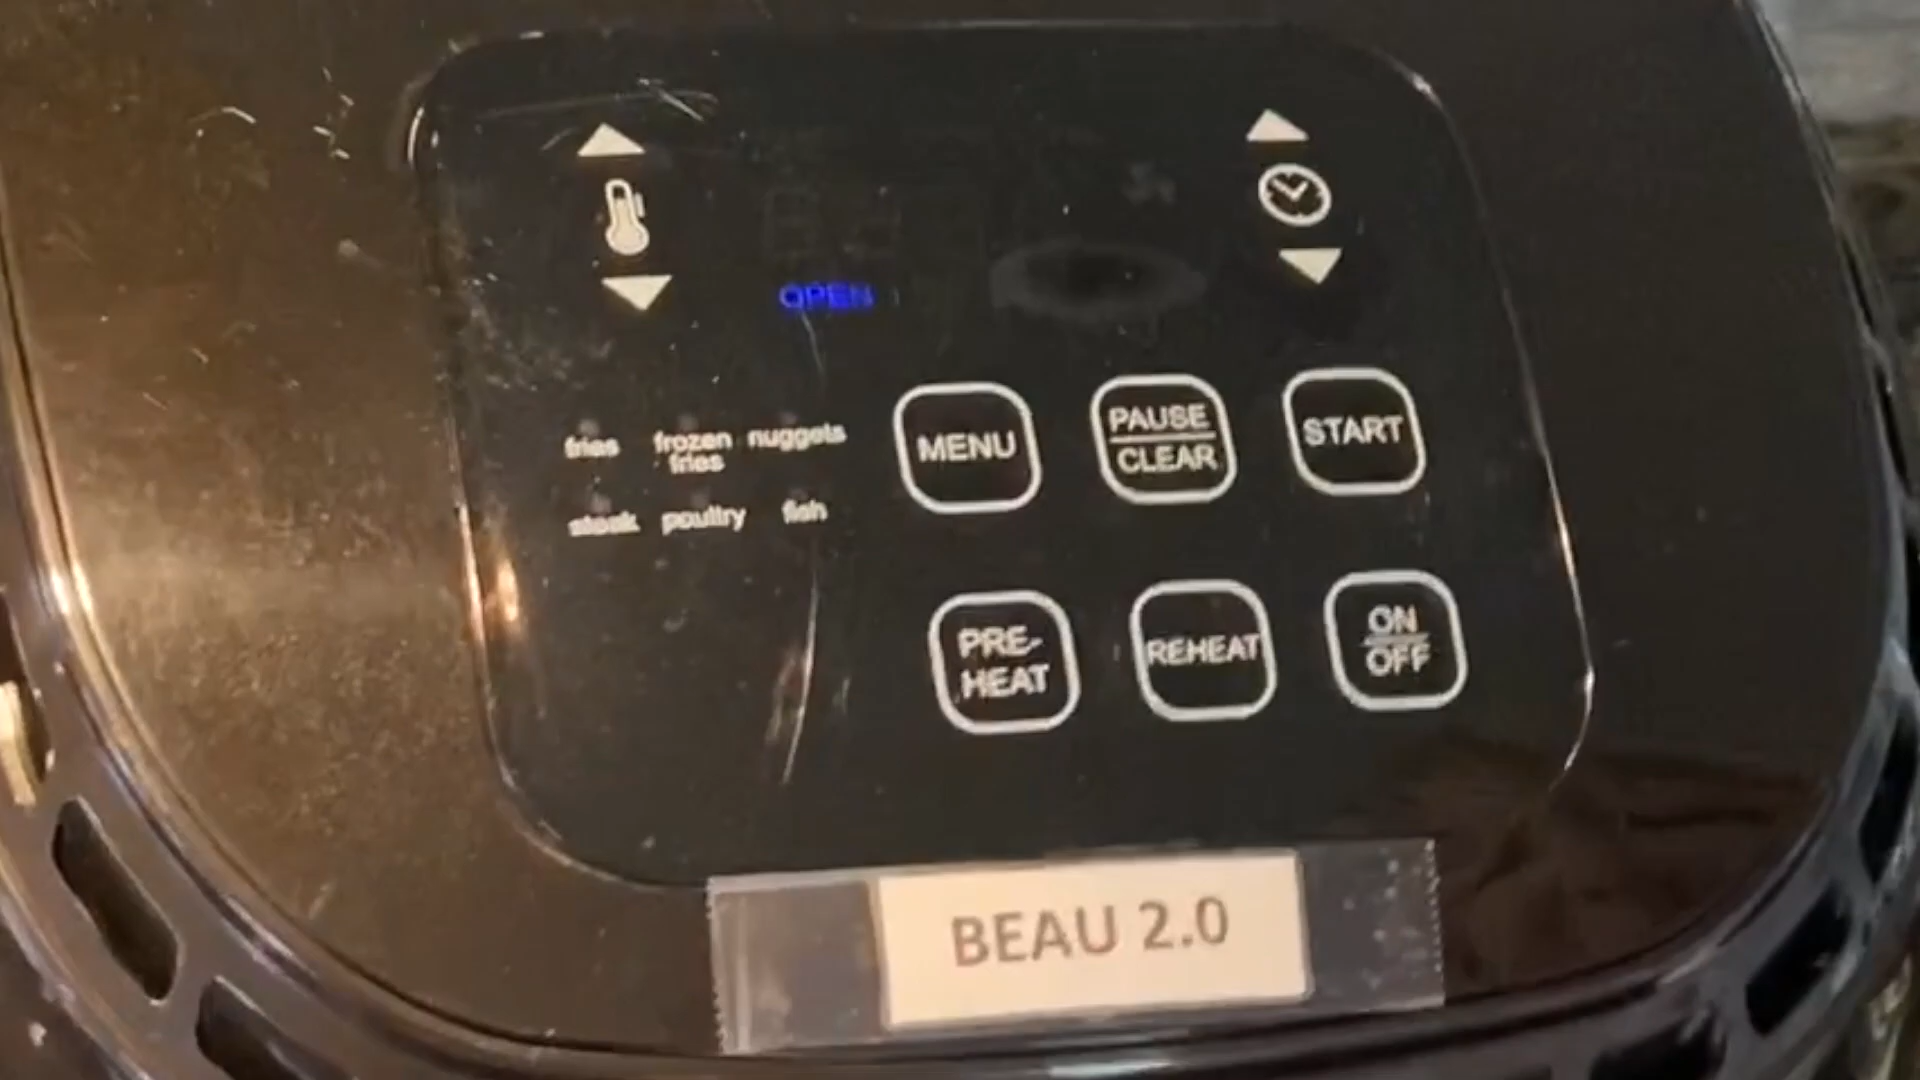 OPEN
fries frozen fries nuggets
steak poultry fish
MENU
PAUSE
CLEAR
START
PRE-
HEAT
REHEAT
ON
OFF
BEAU 2.0